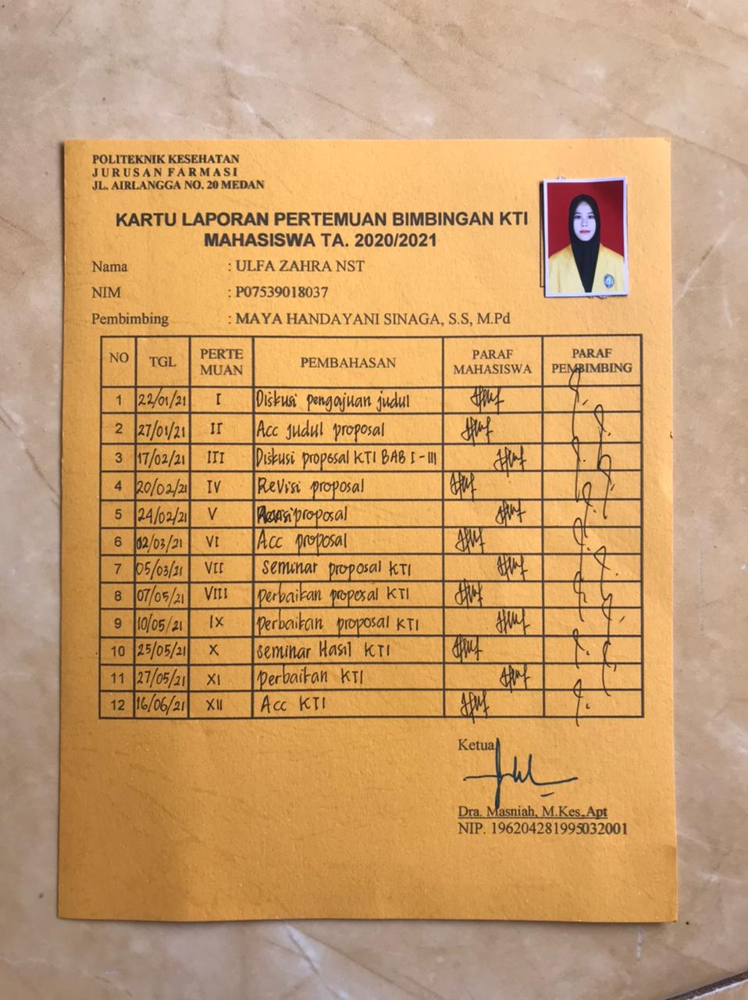 POLITEKNIK KESEHATAN
JURUSAN FARMASI
JL. AIRLANGGA NO. 20 MEDAN
KARTU LAPORAN PERTEMUAN BIMBINGAN KTI
MAHASISWA TA. 2020/2021
Nama : ULFA ZAHRA NST
NIM : P07539018037
Pembimbing : MAYA HANDAYANI SINAGA, S.S, M.Pd
NO TGL PERTE MUAN PEMBAHASAN PARAF MAHASISWA PARAF PEMBIMBING
1 22/01/21 I Diskusi pengajuan judul
2 27/01/21 II Acc judul proposal
3 17/02/21 III Diskusi proposal KTI BAB I - III
4 20/02/21 IV Revisi proposal
5 24/02/21 V proposal
6 02/03/21 VI Acc proposal
7 05/03/21 VII seminar proposal KTI
8 07/05/21 VIII perbaikan proposal KTI
9 10/05/21 IX perbaikan proposal KTI
10 25/05/21 X seminar Hasil KTI
11 27/05/21 XI perbaikan KTI
12 16/06/21 XII Acc KTI
Ketua
Dra. Masniah, M.Kes, Apt
NIP. 196204281995032001